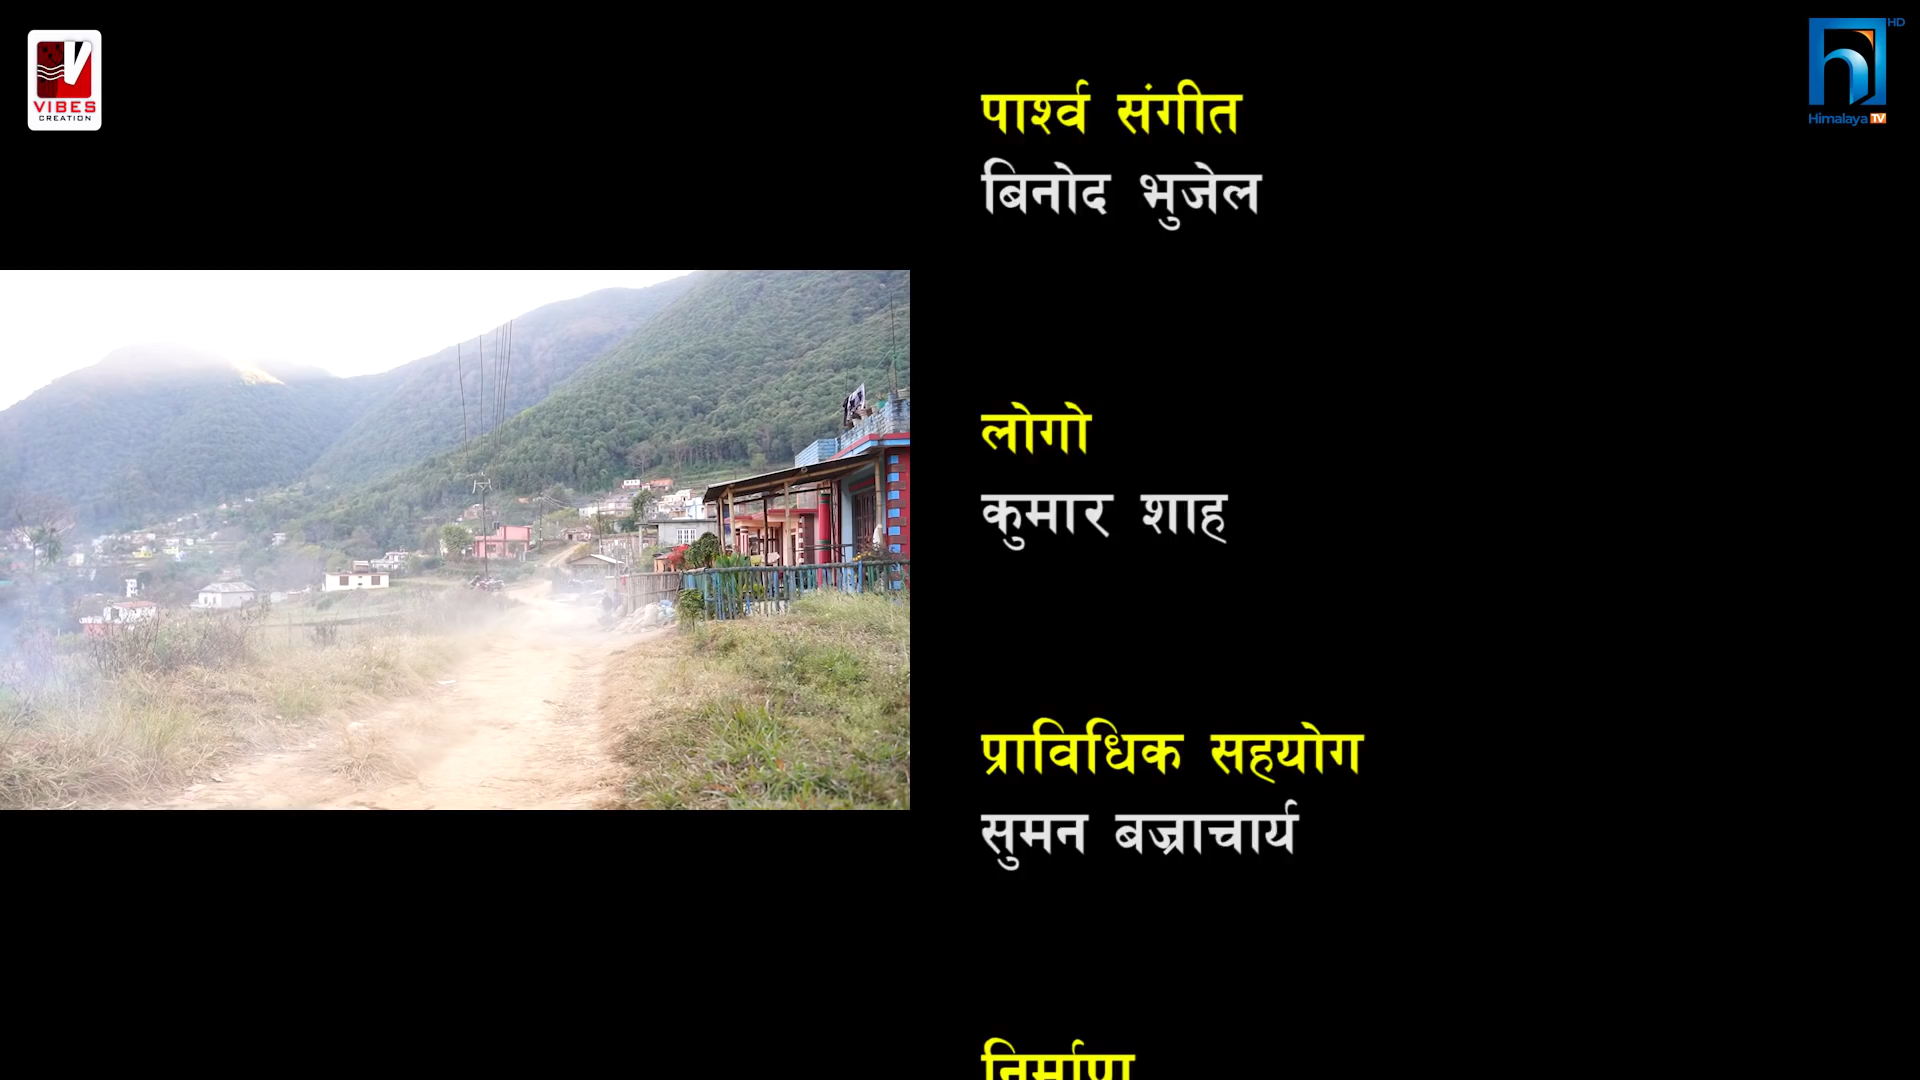 VIBES
CREATION
HD
Himalaya TV
पार्श्व संगीत
बिनोद भुजेल
लोगो
कुमार शाह
प्राविधिक सहयोग
सुमन बज्राचार्य
निर्माण